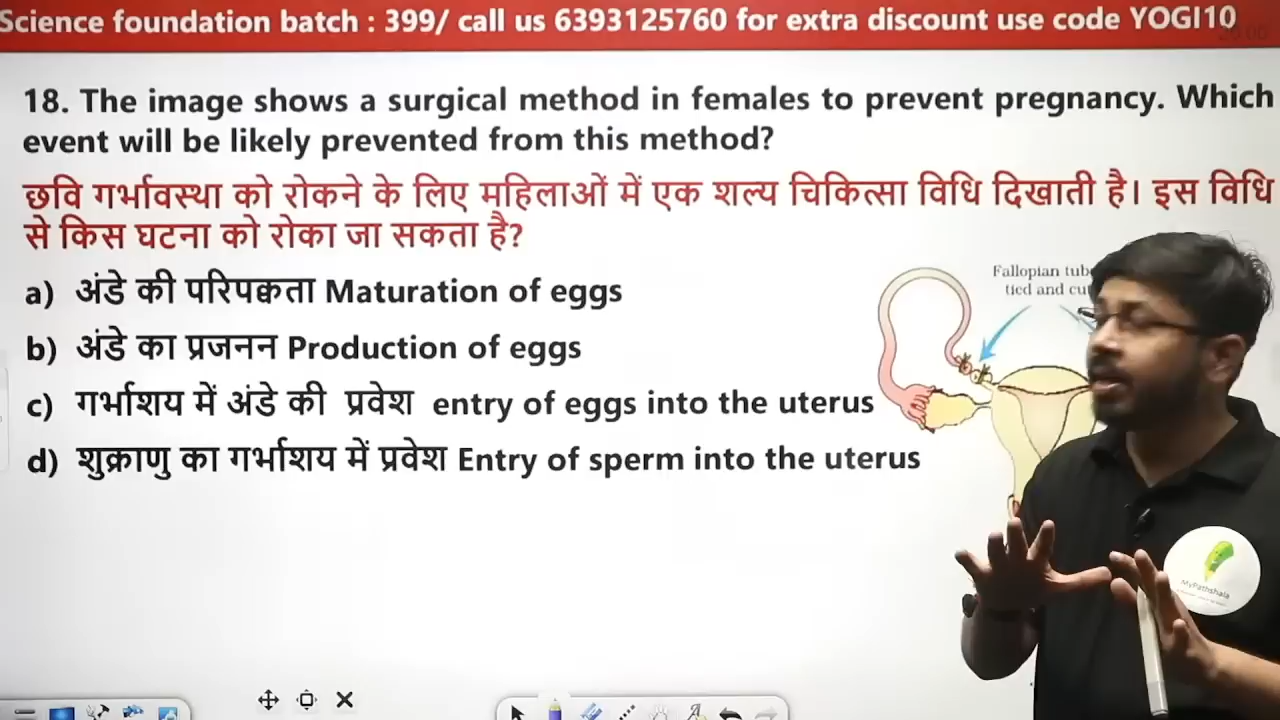 Science foundation batch : 399/ call us 6393125760 for extra discount use code YOGI10
18. The image shows a surgical method in females to prevent pregnancy. Which
event will be likely prevented from this method?
छवि गर्भावस्था को रोकने के लिए महिलाओं में एक शल्य चिकित्सा विधि दिखाती है। इस विधि
से किस घटना को रोका जा सकता है?
a) अंडे की परिपक्वता Maturation of eggs
b) अंडे का प्रजनन Production of eggs
c) गर्भाशय में अंडे की प्रवेश entry of eggs into the uterus
d) शुक्राणु का गर्भाशय में प्रवेश Entry of sperm into the uterus
Fallopian
tied and
MyPathshala